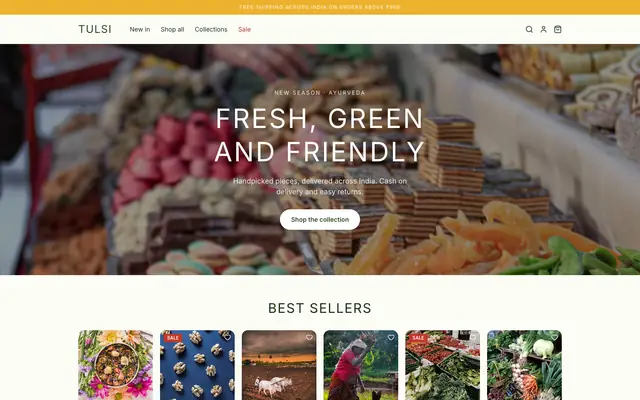 FREE SHIPPING ACROSS INDIA ON ORDERS ABOVE ₹999
TULSI
New in
Shop all
Collections
Sale
NEW SEASON · AYURVEDA
FRESH, GREEN
AND FRIENDLY
Handpicked pieces, delivered across India. Cash on
delivery and easy returns.
Shop the collection
BEST SELLERS
SALE
SALE